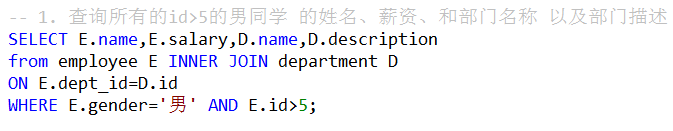 -- 1. 查询所有的id>5的男同学 的姓名、薪资、和部门名称 以及部门描述
SELECT E.name,E.salary,D.name,D.description
from employee E INNER JOIN department D
ON E.dept_id=D.id
WHERE E.gender='男' AND E.id>5;